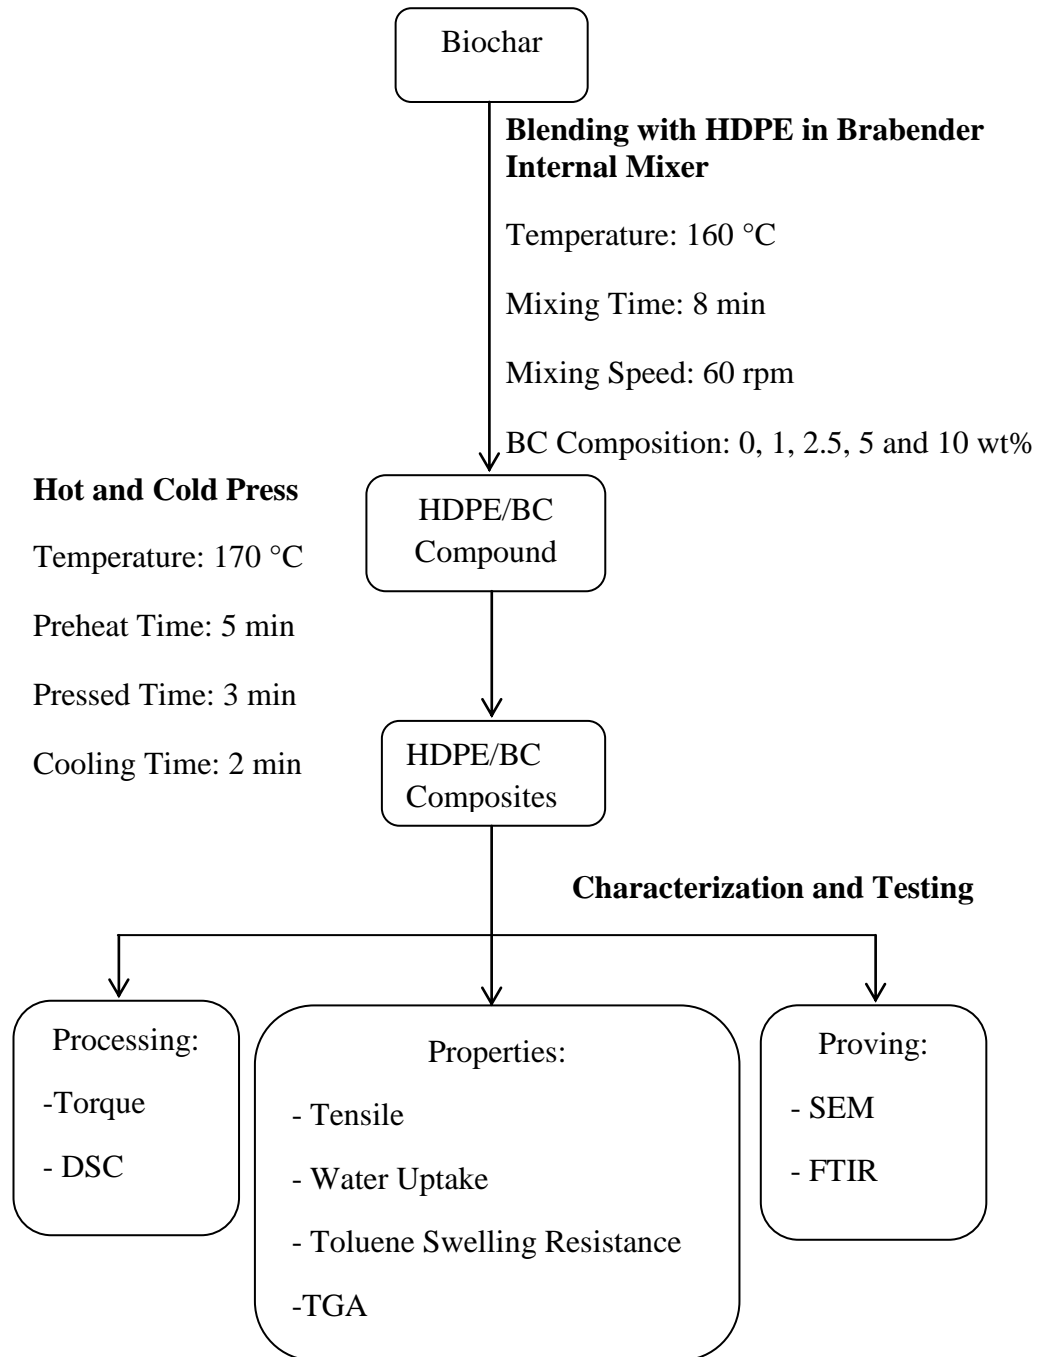 Biochar
Blending with HDPE in Brabender
Internal Mixer
Temperature: 160 °C
Mixing Time: 8 min
Mixing Speed: 60 rpm
BC Composition: 0, 1, 2.5, 5 and 10 wt%
Hot and Cold Press
Temperature: 170 °C
Preheat Time: 5 min
Pressed Time: 3 min
Cooling Time: 2 min
HDPE/BC
Compound
HDPE/BC
Composites
Characterization and Testing
Processing:
-Torque
- DSC
Properties:
- Tensile
- Water Uptake
- Toluene Swelling Resistance
-TGA
Proving:
- SEM
- FTIR